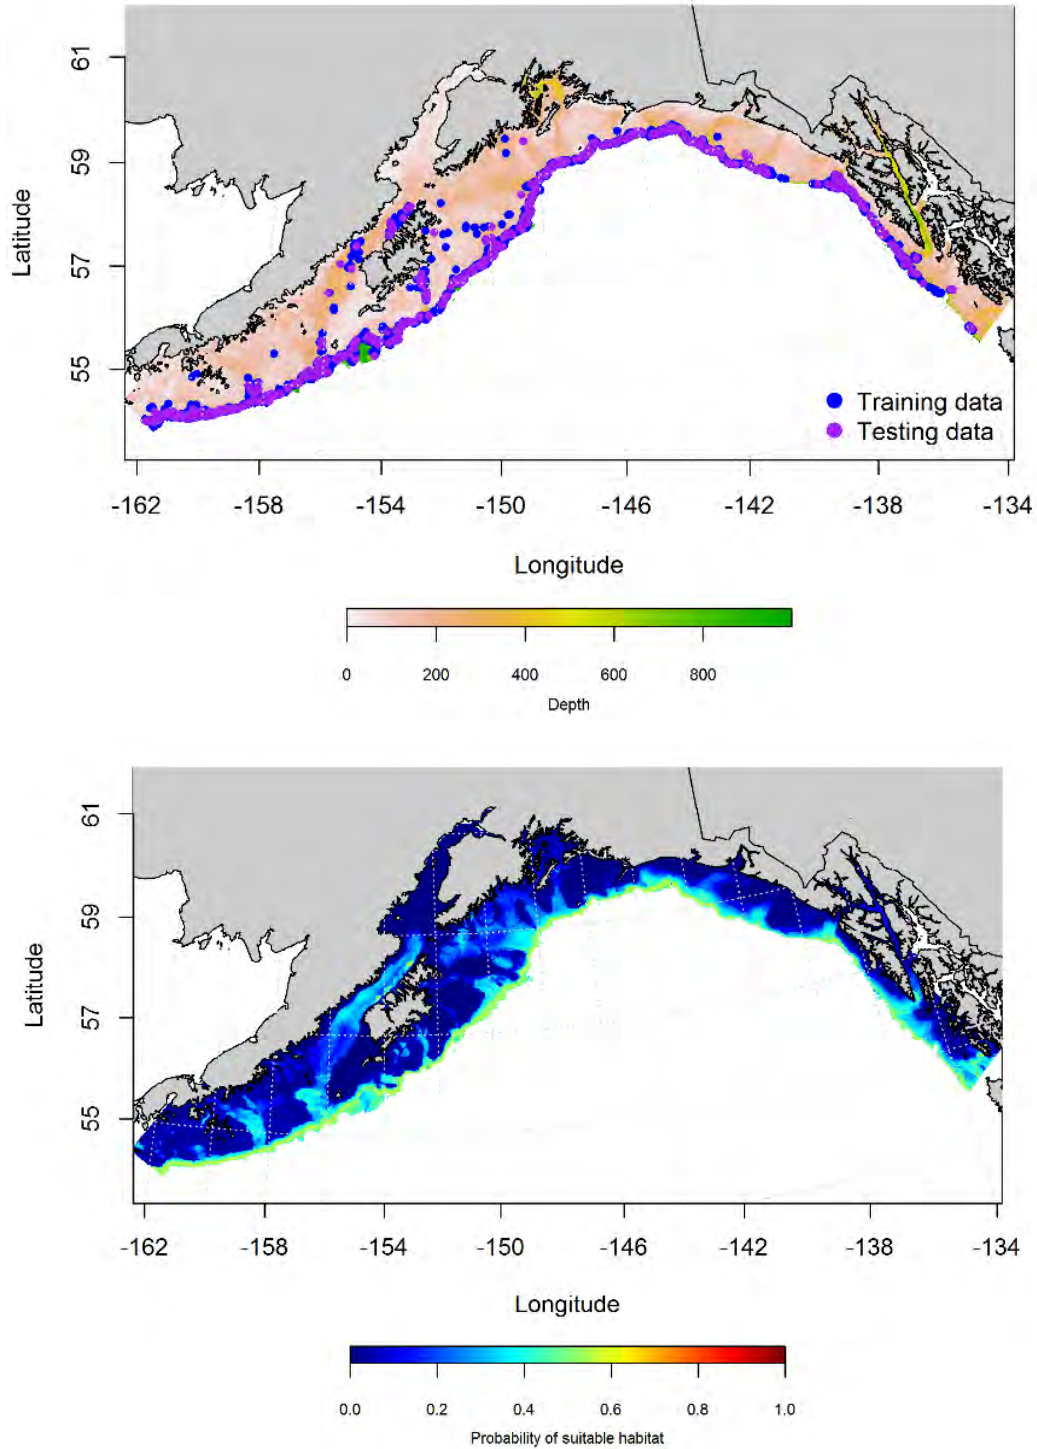 61
59
57
55
Latitude
Training data
Testing data
-162 -158 -154 -150 -146 -142 -138 -134
Longitude
0 200 400 600 800
Depth
61
59
57
55
Latitude
-162 -158 -154 -150 -146 -142 -138 -134
Longitude
0.0 0.2 0.4 0.6 0.8 1.0
Probability of suitable habitat